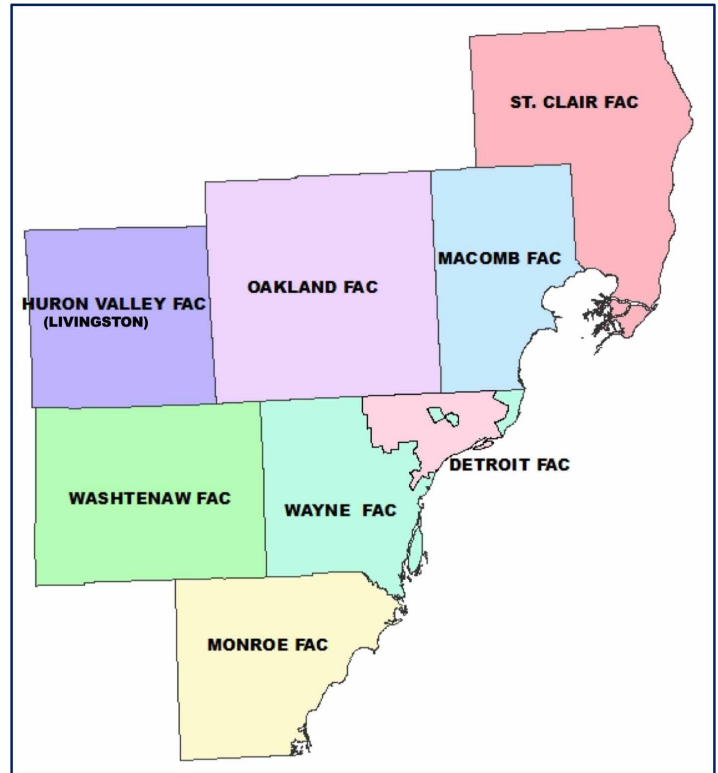 ST. CLAIR FAC
MACOMB FAC
OAKLAND FAC
HURON VALLEY FAC
(LIVINGSTON)
DETROIT FAC
WASHTENAW FAC
WAYNE FAC
MONROE FAC